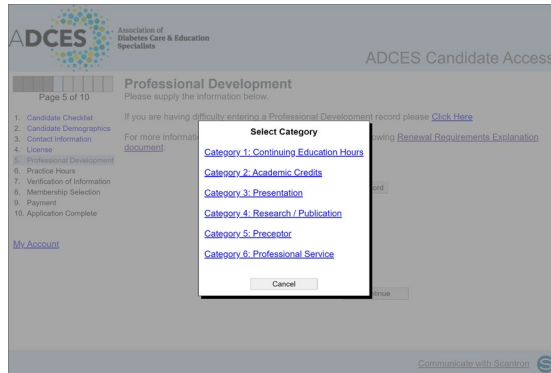 ADCES
Association of
Diabetes Care & Education
Specialists
ADCES Candidate Access
Page 5 of 10
1. Candidate Checklist
2. Candidate Demographics
3. Contact Information
4. License
5. Professional Development
6. Practice Hours
7. Verification of Information
8. Membership Selection
9. Payment
10. Application Complete
My Account
Professional Development
Please supply the information below.
If you are having difficulty entering a Professional Development record please Click Here
For more informatio owing Renewal Requirements Explanation
document.
ord
Select Category
Category 1: Continuing Education Hours
Category 2: Academic Credits
Category 3: Presentation
Category 4: Research / Publication
Category 5: Preceptor
Category 6: Professional Service
Cancel
ntinue
Communicate with Scantron
S